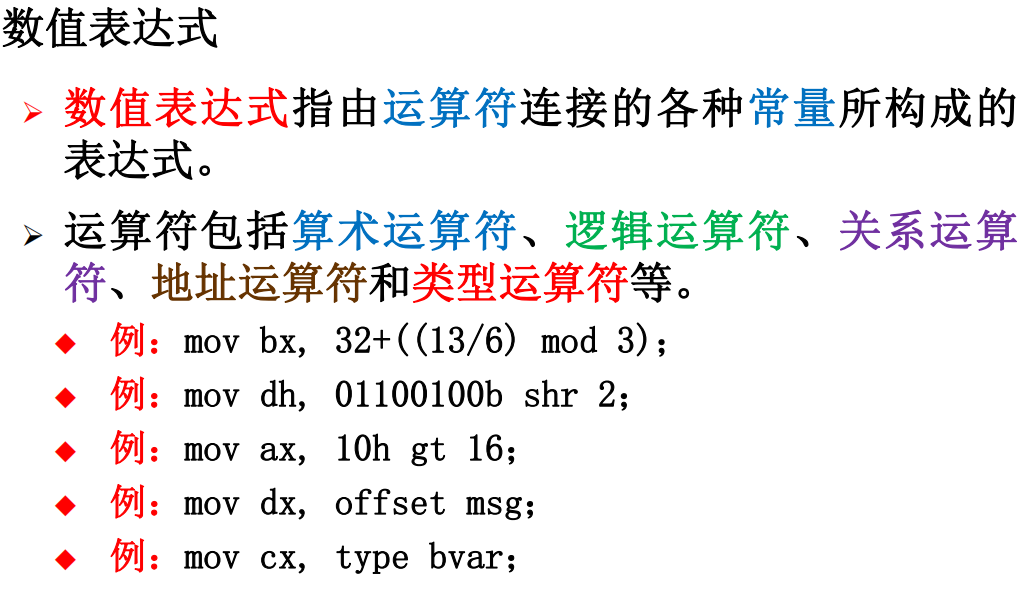 数值表达式
数值表达式指由运算符连接的各种常量所构成的
表达式。
运算符包括算术运算符、逻辑运算符、关系运算
符、地址运算符和类型运算符等。
例：mov bx, 32+((13/6) mod 3)；
例：mov dh, 01100100b shr 2；
例：mov ax, 10h gt 16；
例：mov dx, offset msg；
例：mov cx, type bvar；